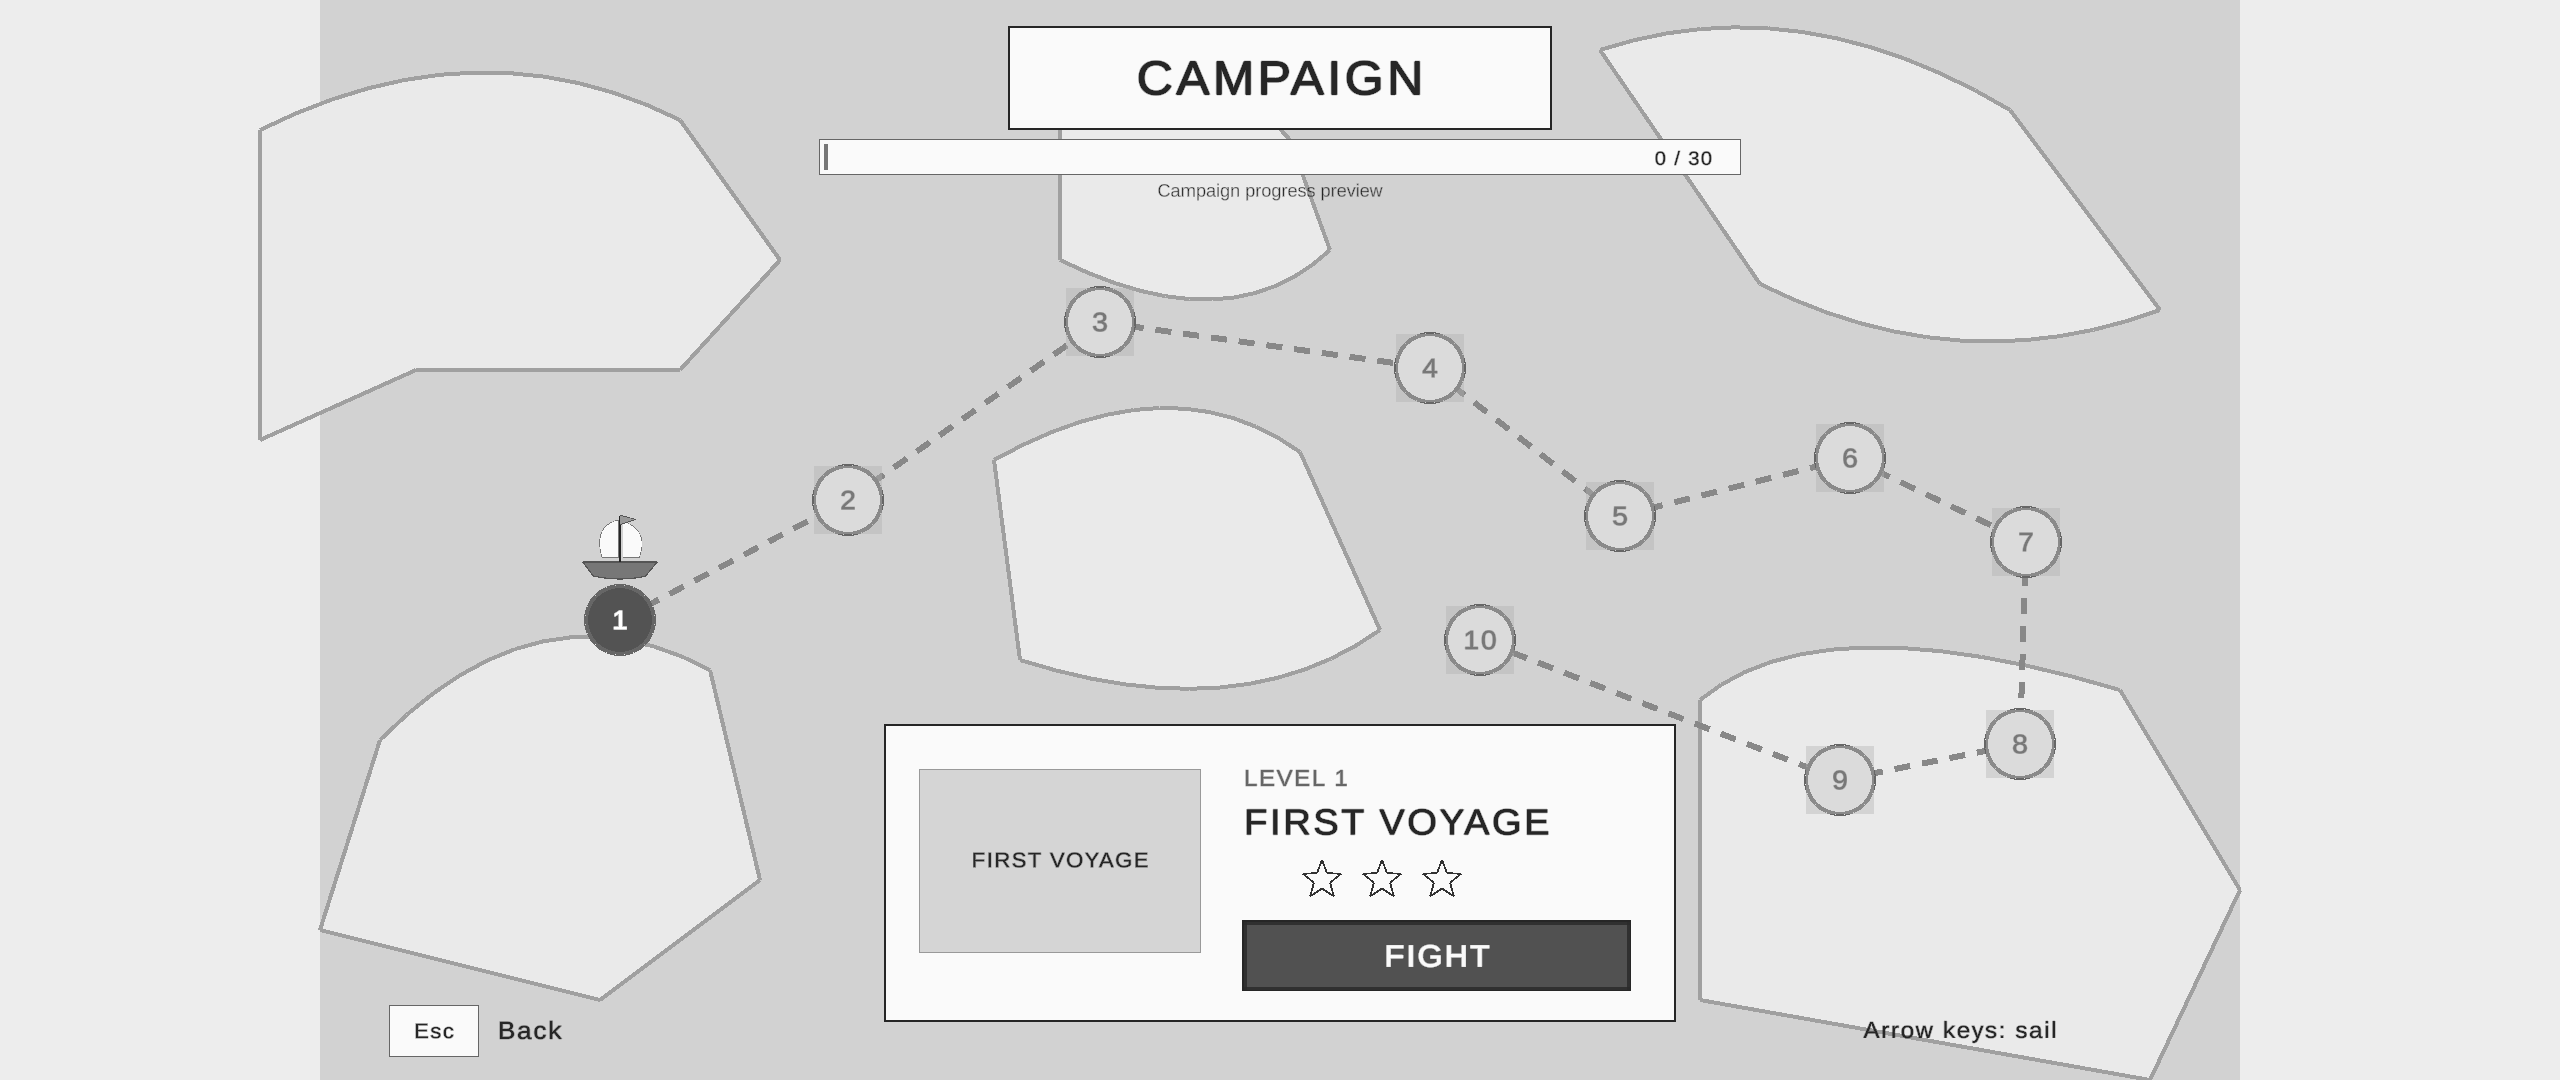 CAMPAIGN
0 / 30
Campaign progress preview
3
4
6
2
5
7
1
10
8
9
LEVEL 1
FIRST VOYAGE
FIRST VOYAGE
FIGHT
Esc
Back
Arrow keys: sail